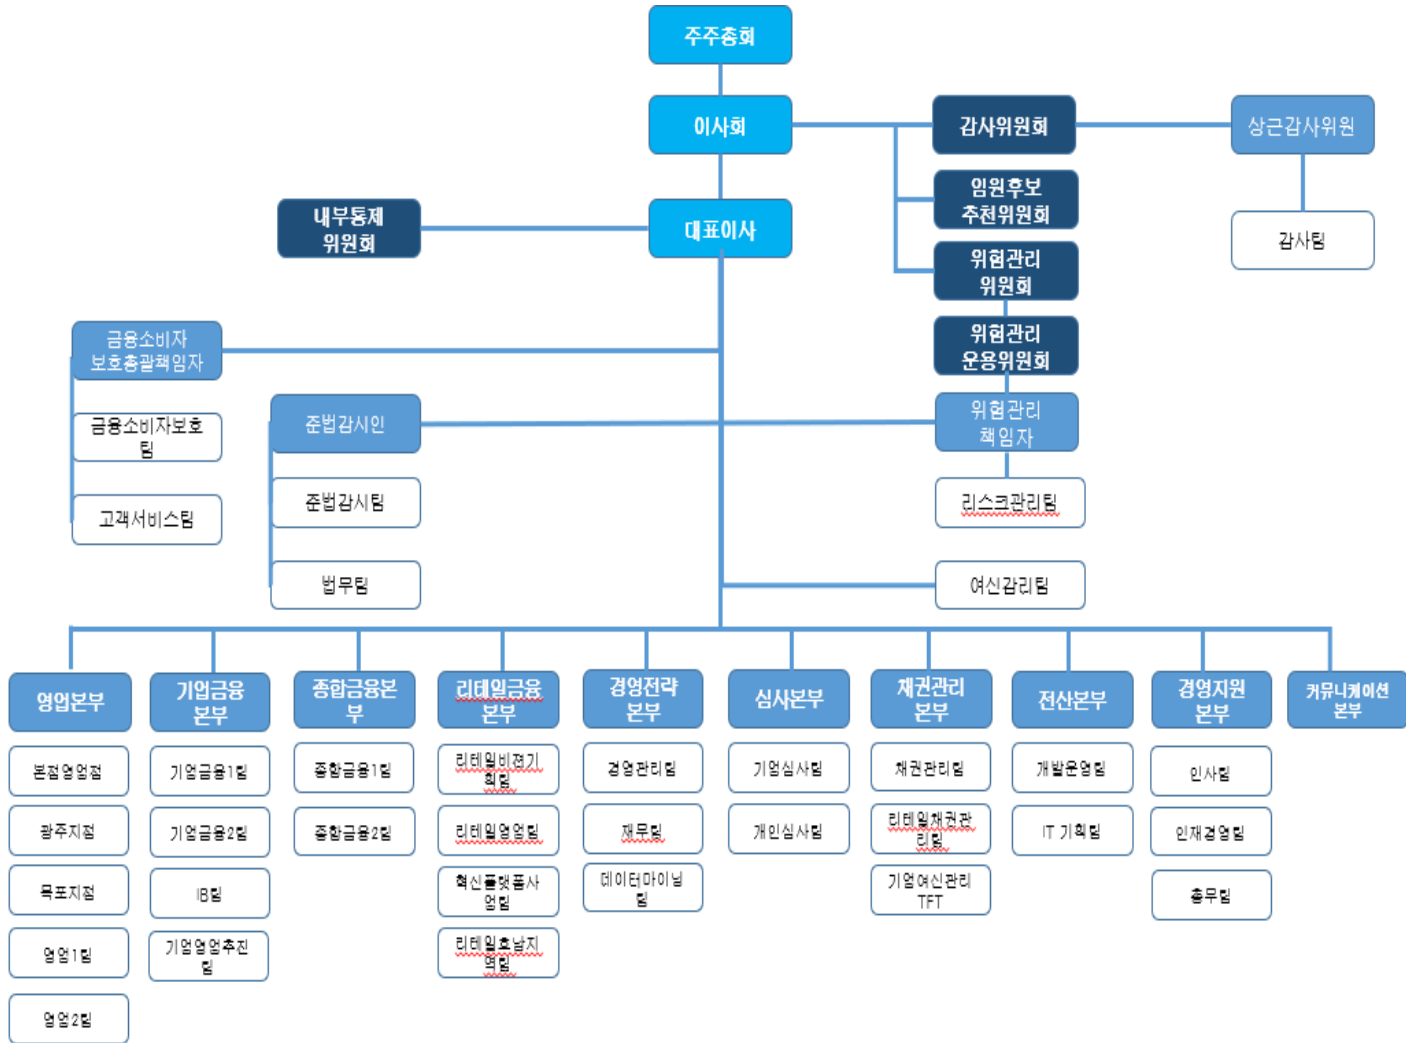 주주총회
이사회
감사위원회
상근감사위원
임원후보
추천위원회
내부통제
위원회
대표이사
감사팀
위험관리
위원회
금융소비자
보호총괄책임자
위험관리
운용위원회
금융소비자보호
팀
준법감시인
위험관리
책임자
고객서비스팀
준법감시팀
리스크관리팀
법무팀
여신감리팀
영업본부
기업금융
본부
종합금융본
부
리테일금융
본부
경영전략
본부
심사본부
채권관리
본부
전산본부
경영지원
본부
커뮤니케이션
본부
본점영업점
광주지점
목포지점
영업1팀
영업2팀
기업금융1팀
기업금융2팀
IB팀
기업영업추진
팀
종합금융1팀
종합금융2팀
리테일비젼기
획팀
리테일영업팀
혁신플랫폼사
업팀
리테일호남지
역팀
경영관리팀
재무팀
데이터마이닝
팀
기업심사팀
개인심사팀
채권관리팀
리테일채권관
리팀
기업여신관리
TFT
개발운영팀
IT 기획팀
인사팀
인재경영팀
총무팀